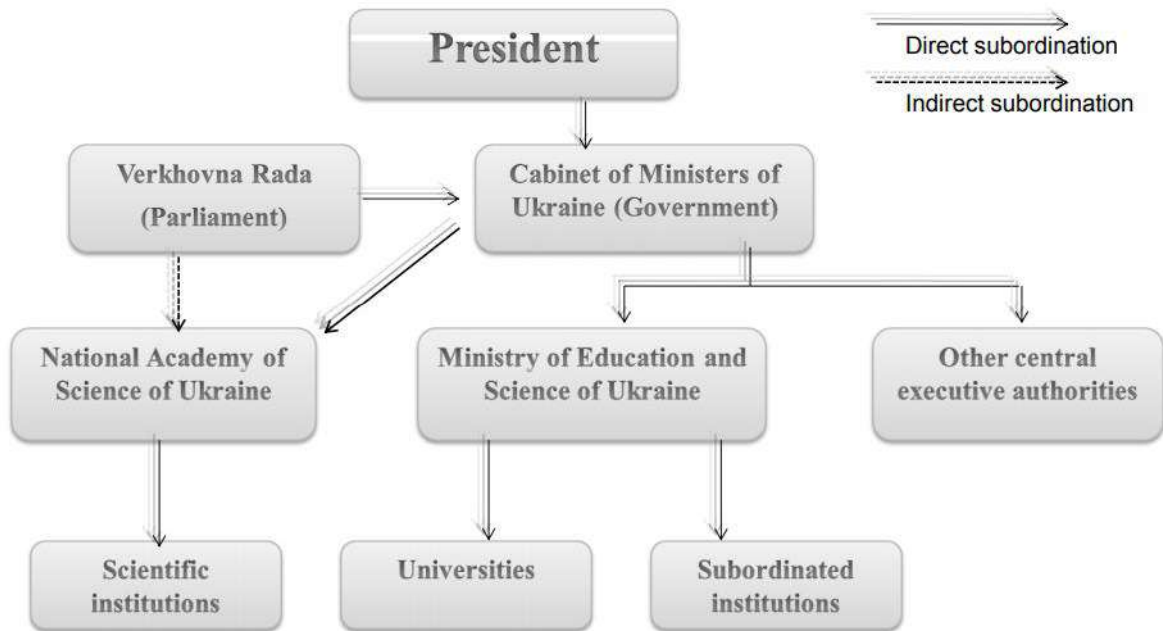 President
Direct subordination
Indirect subordination
Verkhovna Rada
(Parliament)
Cabinet of Ministers of
Ukraine (Government)
National Academy of
Science of Ukraine
Ministry of Education and
Science of Ukraine
Other central
executive authorities
Scientific
institutions
Universities
Subordinated
institutions